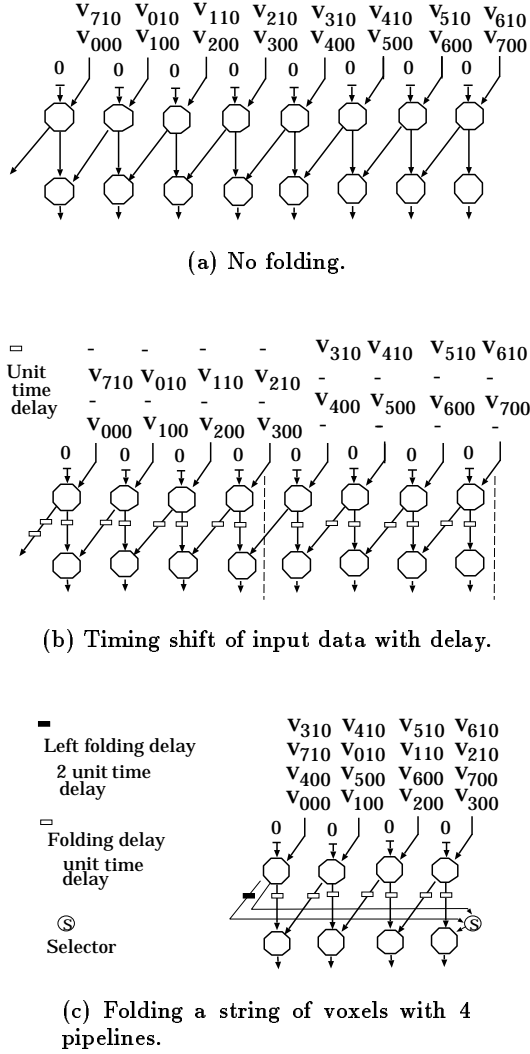 V710 V010 V110 V210 V310 V410 V510 V610
V000 V100 V200 V300 V400 V500 V600 V700
0 0 0 0 0 0 0 0
(a) No folding.
- - - - V310 V410 V510 V610
Unit
time
delay
V710 V010 V110 V210 - - - -
- - - - V400 V500 V600 V700
V000 V100 V200 V300 - - - -
0 0 0 0 0 0 0 0
(b) Timing shift of input data with delay.
Left folding delay
2 unit time
delay
Folding delay
unit time
delay
S
Selector
V310 V410 V510 V610
V710 V010 V110 V210
V400 V500 V600 V700
V000 V100 V200 V300
0 0 0 0
S
(c) Folding a string of voxels with 4
pipelines.